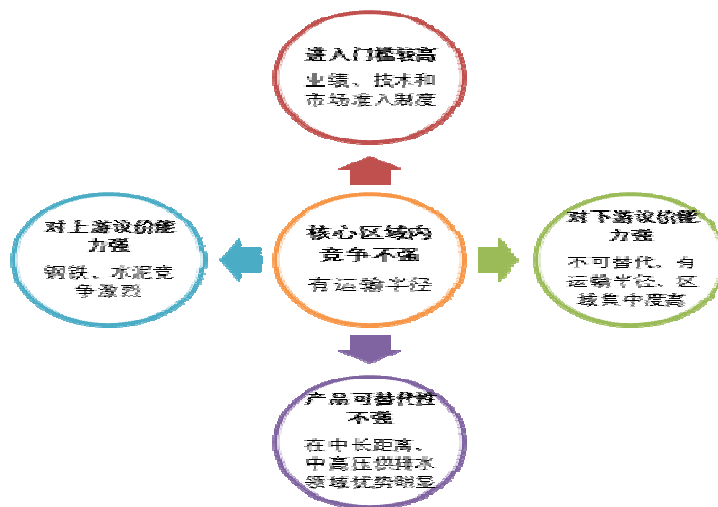 进入门槛较高
业绩、技术和
市场准入制度
对上游议价能
力强
钢铁、水泥竞
争激烈
核心区域内
竞争不强
有运输半径
对下游议价能
力强
不可替代，有
运输半径、区
域集中度高
产品可替代性
不强
在中长距离、
中高压供排水
领域优势明显